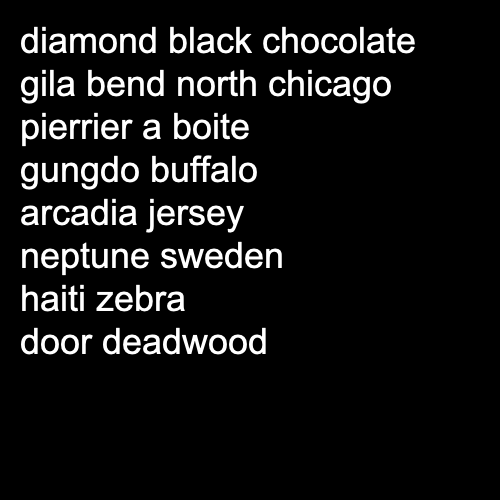 diamond black chocolate
gila bend north chicago
pierrier a boite
gungdo buffalo
arcadia jersey
neptune sweden
haiti zebra
door deadwood